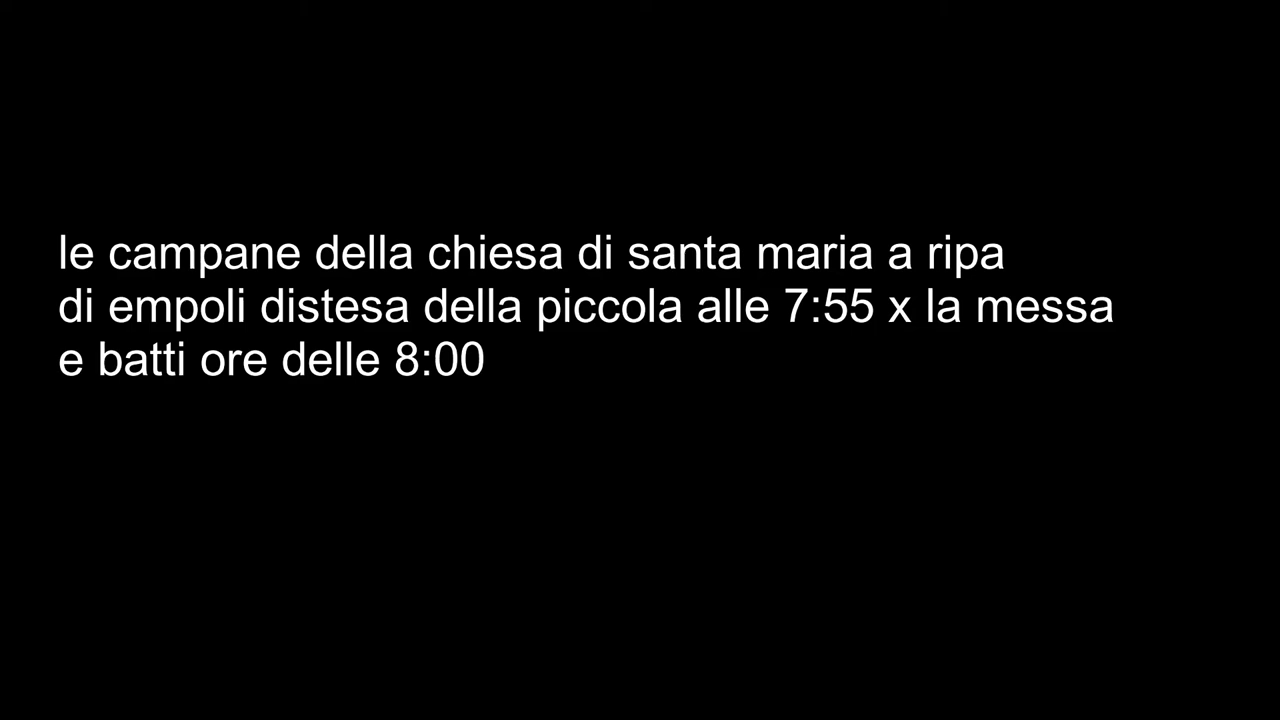 le campane della chiesa di santa maria a ripa
di empoli distesa della piccola alle 7:55 x la messa
e batti ore delle 8:00